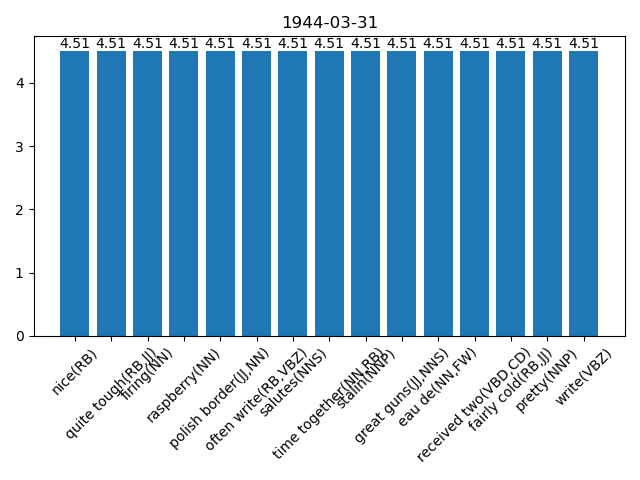 1944-03-31
4.51 4.51 4.51 4.51 4.51 4.51 4.51 4.51 4.51 4.51 4.51 4.51 4.51 4.51 4.51
4
3
2
1
0
nice(RB)
quite tough(RB,JJ)
firing(NN)
raspberry(NN)
polish border(JJ,NN)
often write(RB,VBZ)
salutes(NNS)
time together(NN,RB)
stalin(NNP)
great guns(JJ,NNS)
eau de(NN,FW)
received two(VBD,CD)
fairly cold(RB,JJ)
pretty(NNP)
write(VBZ)